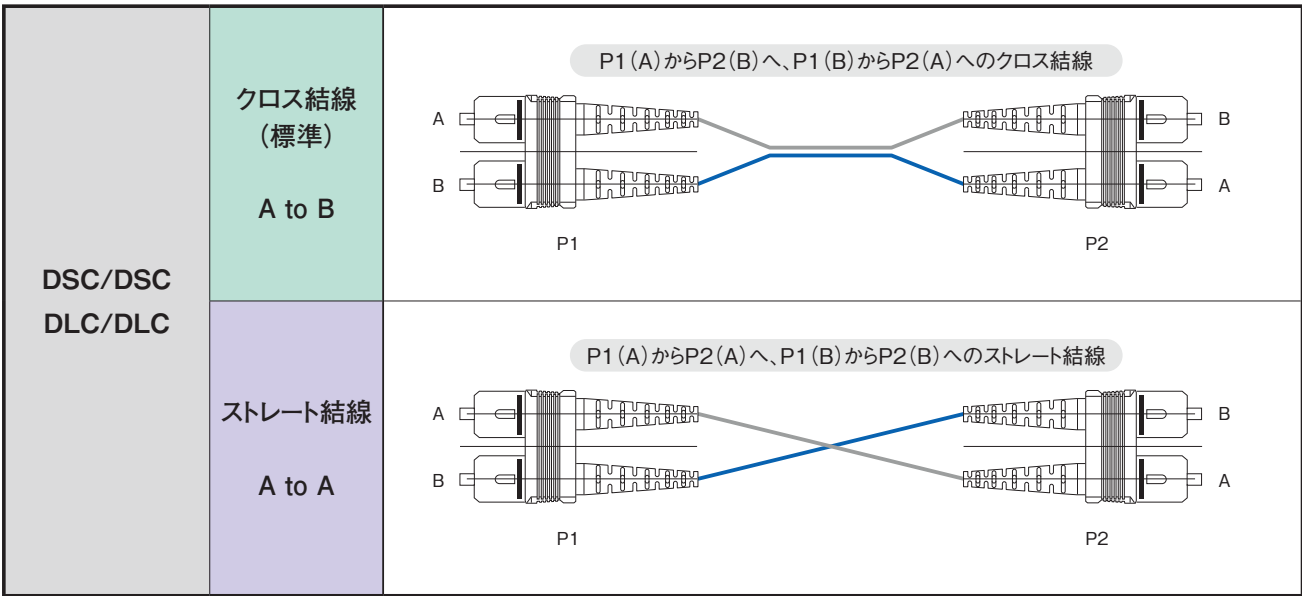 DSC/DSC
DLC/DLC
クロス結線
（標準）
A to B
P1（A）からP2（B）へ、P1（B）からP2（A）へのクロス結線
A
B
B
A
P1
P2
ストレート結線
A to A
P1（A）からP2（A）へ、P1（B）からP2（B）へのストレート結線
A
B
B
A
P1
P2